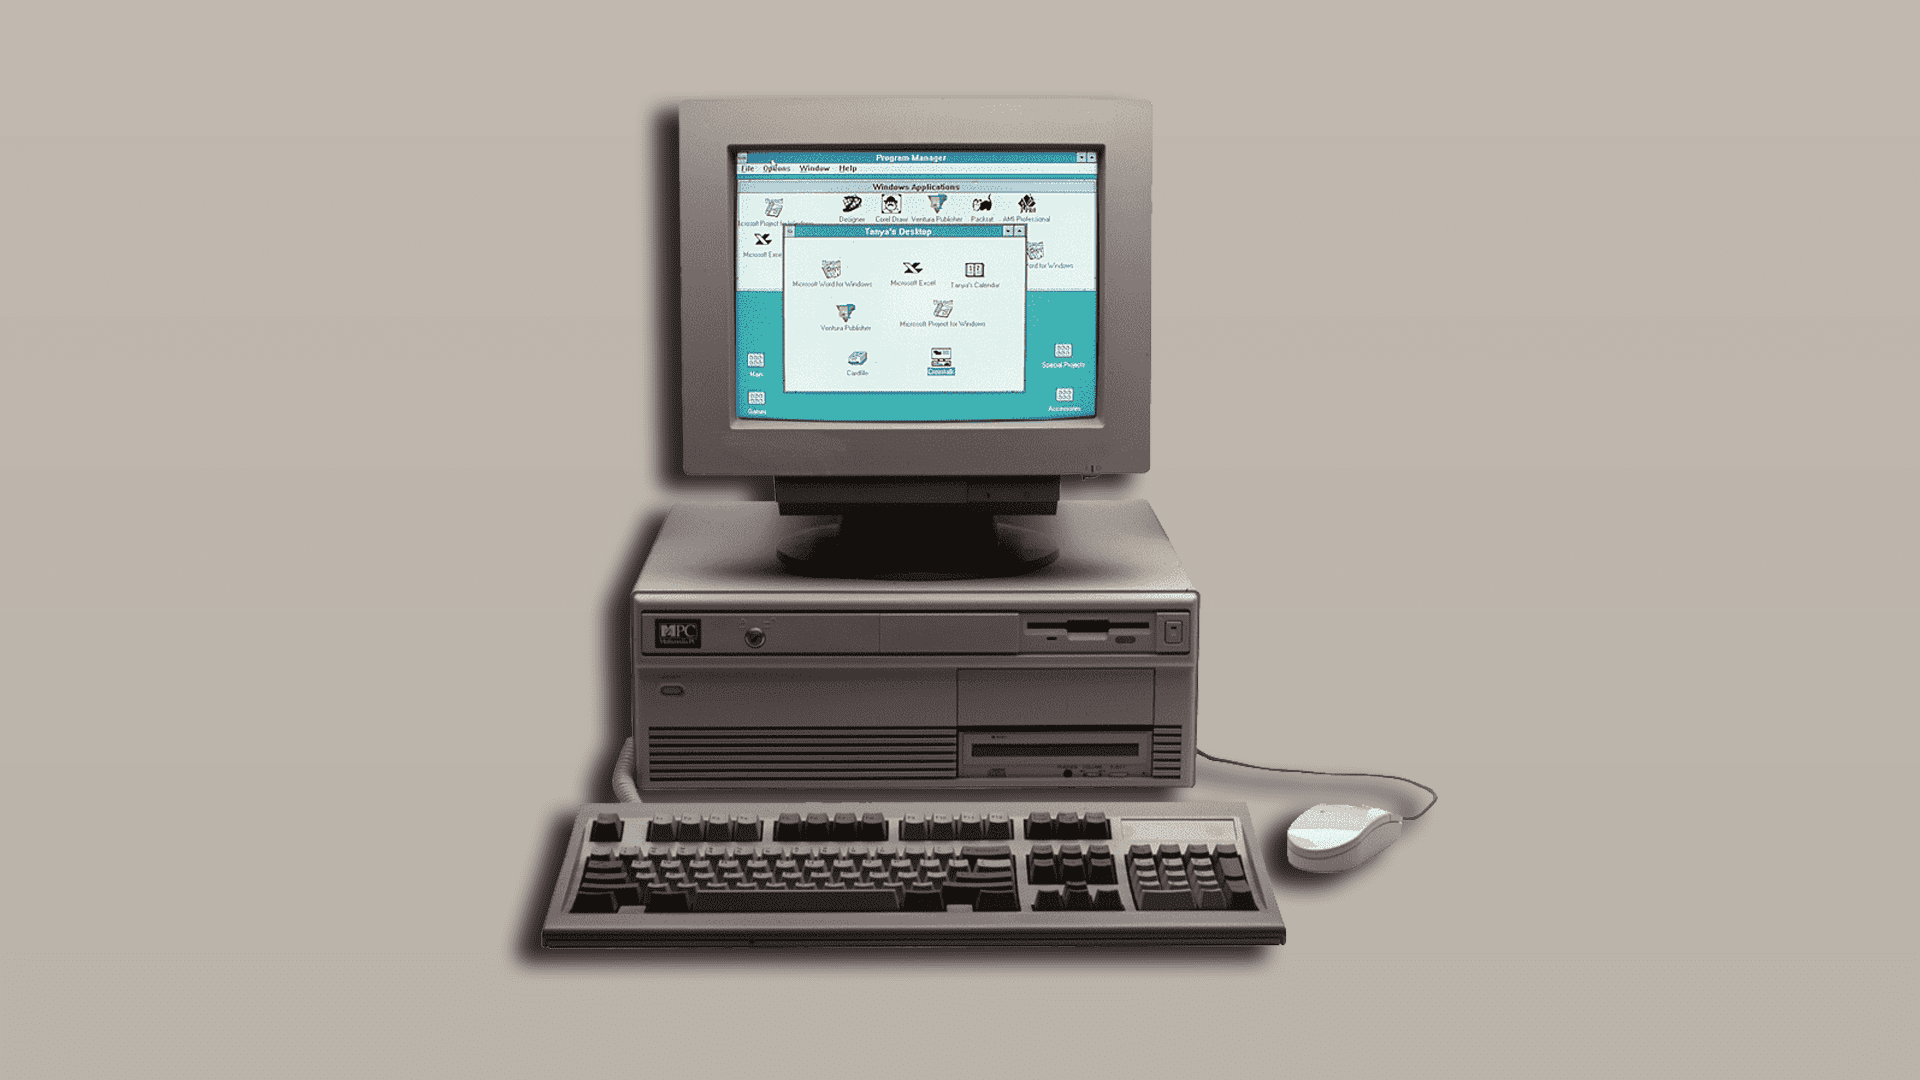 Program Manager
File Options Window Help
Windows Applications
Designer Corel Draw Ventura Publisher Packrat AMI Professional
Microsoft Project for Windows
Microsoft Excel
Word for Windows
Tanya's Desktop
Microsoft Word for Windows Microsoft Excel Tanya's Calendar
Ventura Publisher Microsoft Project for Windows
Cardfile Crosstalk
Main
Games
Special Projects
Accessories
MPC
Multimedia PC